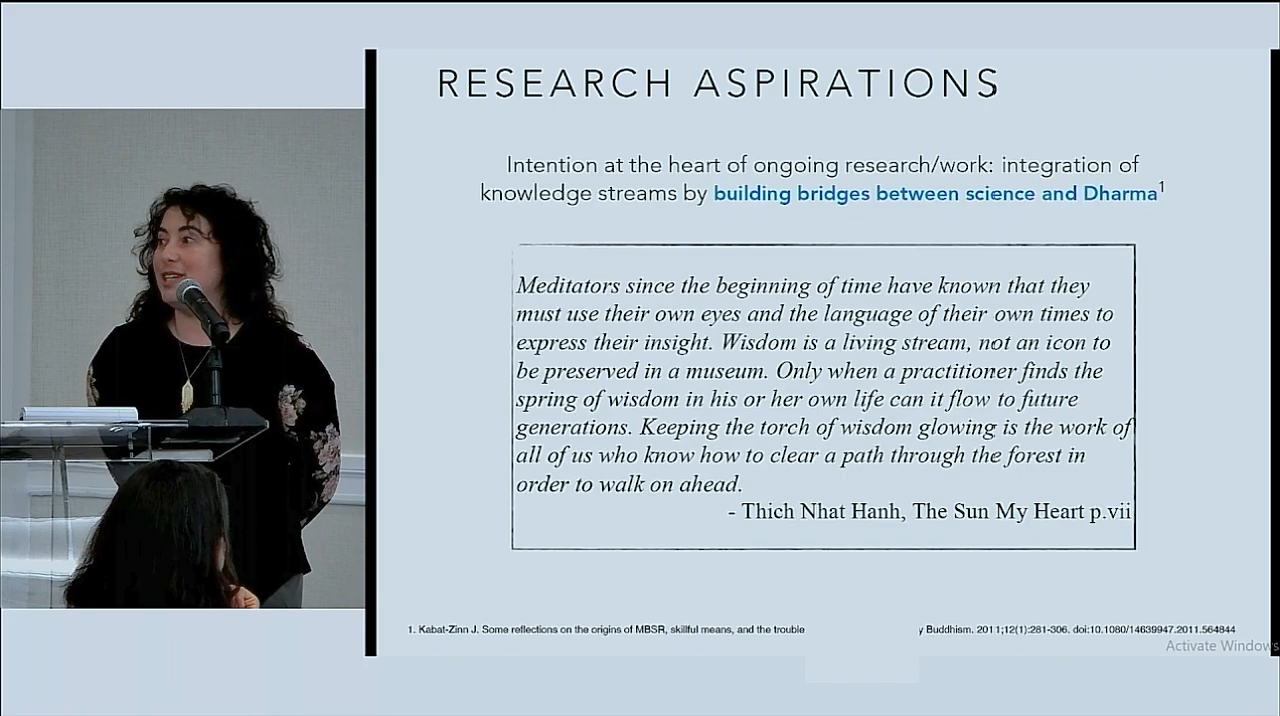 RESEARCH ASPIRATIONS
Intention at the heart of ongoing research/work: integration of
knowledge streams by building bridges between science and Dharma1
Meditators since the beginning of time have known that they
must use their own eyes and the language of their own times to
express their insight. Wisdom is a living stream, not an icon to
be preserved in a museum. Only when a practitioner finds the
spring of wisdom in his or her own life can it flow to future
generations. Keeping the torch of wisdom glowing is the work of
all of us who know how to clear a path through the forest in
order to walk on ahead.
- Thich Nhat Hanh, The Sun My Heart p.vii
1. Kabat-Zinn J. Some reflections on the origins of MBSR, skillful means, and the trouble y Buddhism. 2011;12(1):281-306. doi:10.1080/14639947.2011.564844
Activate Windows